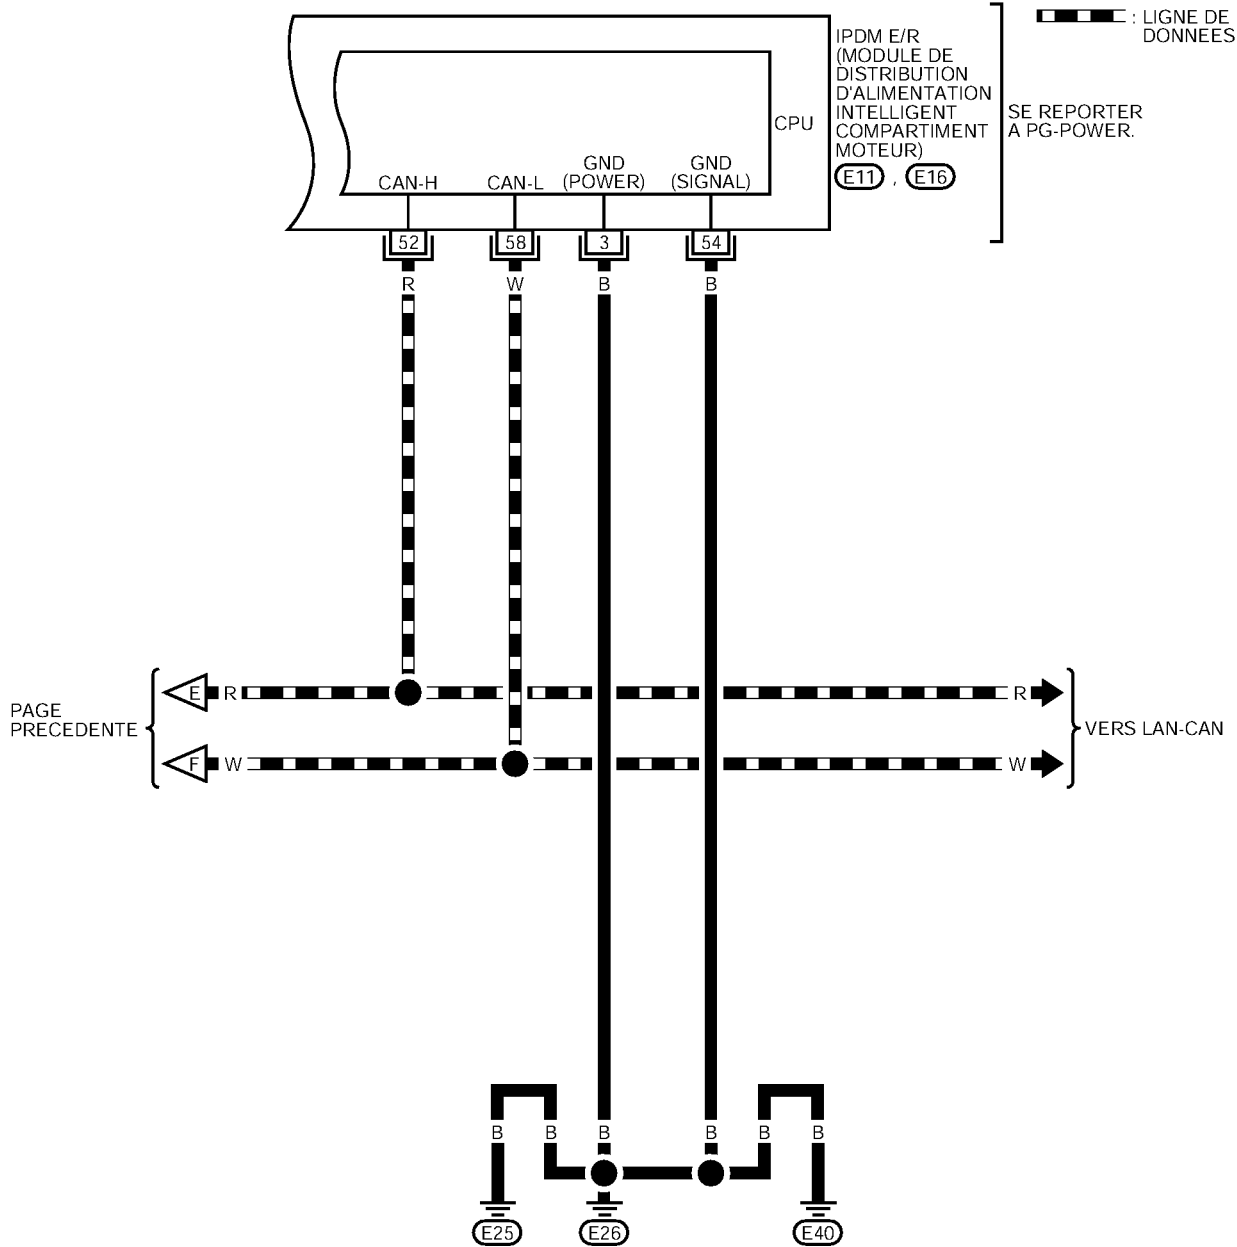 : LIGNE DE
DONNEES
IPDM E/R
(MODULE DE
DISTRIBUTION
D'ALIMENTATION
INTELLIGENT
COMPARTIMENT
MOTEUR)
E11 , E16
SE REPORTER
A PG-POWER.
CPU
CAN-H
CAN-L
GND
(POWER)
GND
(SIGNAL)
52 58 3 54
R W B B
PAGE
PRECEDENTE
E R R
F W W
VERS LAN-CAN
B B B B B B
E25 E26 E40